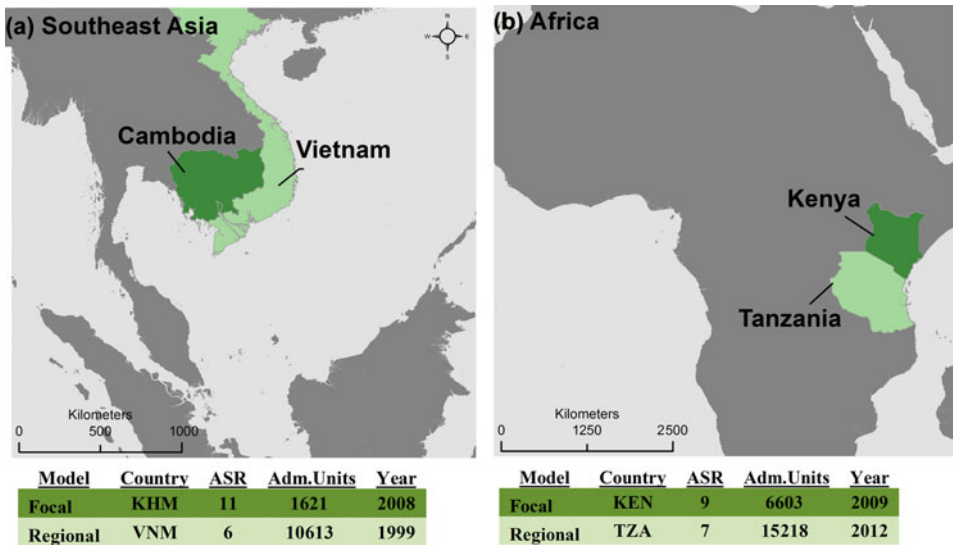 (a) Southeast Asia
N
W E
S
Cambodia
Vietnam
Kilometers
0 500 1000
Model Country ASR Adm.Units Year
Focal KHM 11 1621 2008
Regional VNM 6 10613 1999
(b) Africa
Kenya
Tanzania
Kilometers
0 1250 2500
Model Country ASR Adm.Units Year
Focal KEN 9 6603 2009
Regional TZA 7 15218 2012